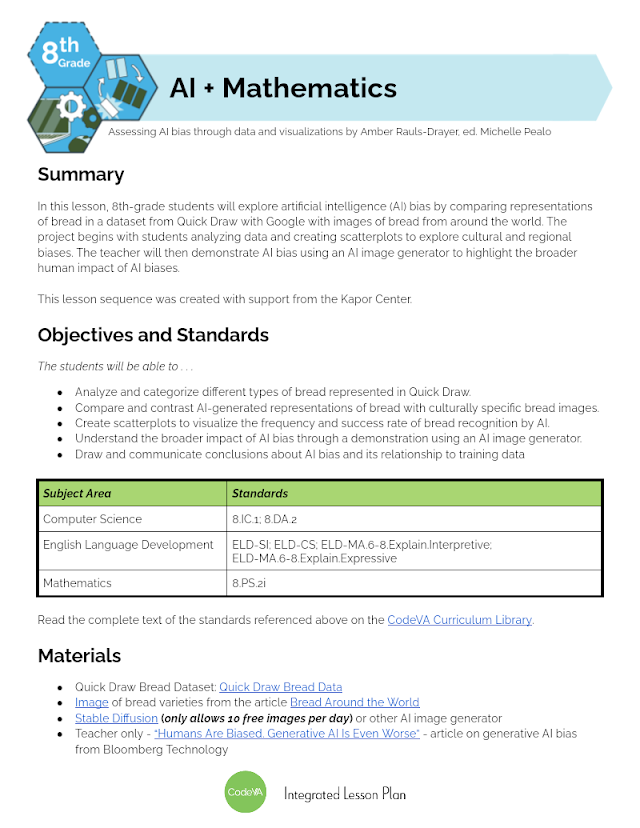 8th
Grade
AI + Mathematics
Assessing AI bias through data and visualizations by Amber Rauls-Drayer, ed. Michelle Pealo
Summary
In this lesson, 8th-grade students will explore artificial intelligence (AI) bias by comparing representations
of bread in a dataset from Quick Draw with Google with images of bread from around the world. The
project begins with students analyzing data and creating scatterplots to explore cultural and regional
biases. The teacher will then demonstrate AI bias using an AI image generator to highlight the broader
human impact of AI biases.
This lesson sequence was created with support from the Kapor Center.
Objectives and Standards
The students will be able to . . .
● Analyze and categorize different types of bread represented in Quick Draw.
● Compare and contrast AI-generated representations of bread with culturally specific bread images.
● Create scatterplots to visualize the frequency and success rate of bread recognition by AI.
● Understand the broader impact of AI bias through a demonstration using an AI image generator.
● Draw and communicate conclusions about AI bias and its relationship to training data
Subject Area Standards
Computer Science 8.IC.1; 8.DA.2
English Language Development ELD-SI; ELD-CS; ELD-MA.6-8.Explain.Interpretive;
ELD-MA.6-8.Explain.Expressive
Mathematics 8.PS.2i
Read the complete text of the standards referenced above on the CodeVA Curriculum Library.
Materials
● Quick Draw Bread Dataset: Quick Draw Bread Data
● Image of bread varieties from the article Bread Around the World
● Stable Diffusion (only allows 10 free images per day) or other AI image generator
● Teacher only - "Humans Are Biased. Generative AI Is Even Worse" - article on generative AI bias
from Bloomberg Technology
CodeVA Integrated Lesson Plan